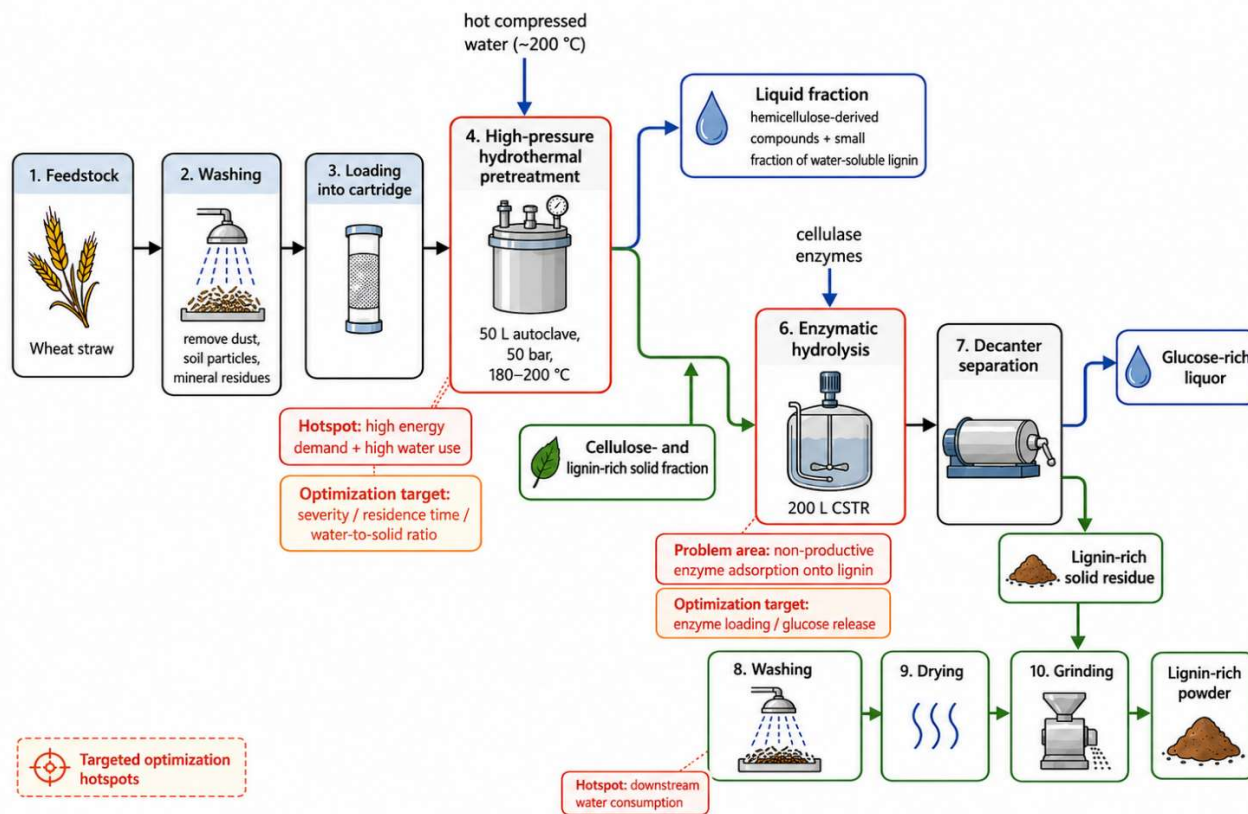 hot compressed
water (~200 °C)
1. Feedstock
Wheat straw
2. Washing
remove dust,
soil particles,
mineral residues
3. Loading
into cartridge
4. High-pressure
hydrothermal
pretreatment
50 L autoclave,
50 bar,
180–200 °C
Hotspot: high energy
demand + high water use
Optimization target:
severity / residence time /
water-to-solid ratio
Liquid fraction
hemicellulose-derived
compounds + small
fraction of water-soluble lignin
Cellulose- and
lignin-rich solid fraction
cellulase
enzymes
6. Enzymatic
hydrolysis
200 L CSTR
Problem area: non-productive
enzyme adsorption onto lignin
Optimization target:
enzyme loading / glucose release
7. Decanter
separation
Glucose-rich
liquor
Lignin-rich
solid residue
8. Washing
Hotspot: downstream
water consumption
9. Drying
10. Grinding
Lignin-rich
powder
Targeted optimization
hotspots